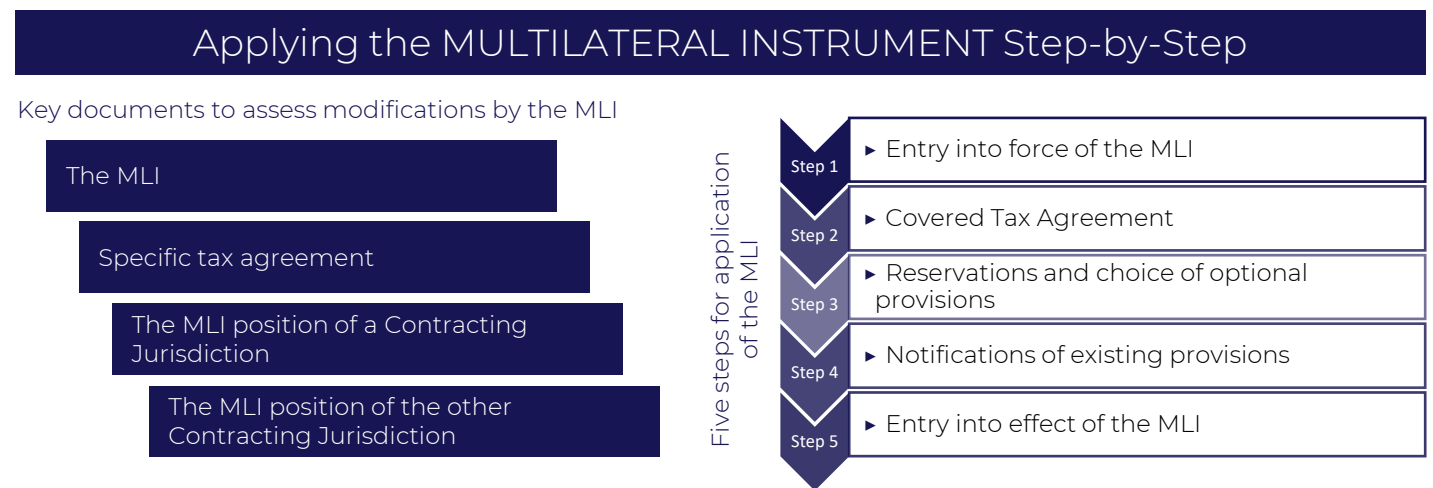 Applying the MULTILATERAL INSTRUMENT Step-by-Step
Key documents to assess modifications by the MLI
The MLI
Specific tax agreement
The MLI position of a Contracting
Jurisdiction
The MLI position of the other
Contracting Jurisdiction
Five steps for application
of the MLI
Step 1
▸ Entry into force of the MLI
Step 2
▸ Covered Tax Agreement
Step 3
▸ Reservations and choice of optional
provisions
Step 4
▸ Notifications of existing provisions
Step 5
▸ Entry into effect of the MLI